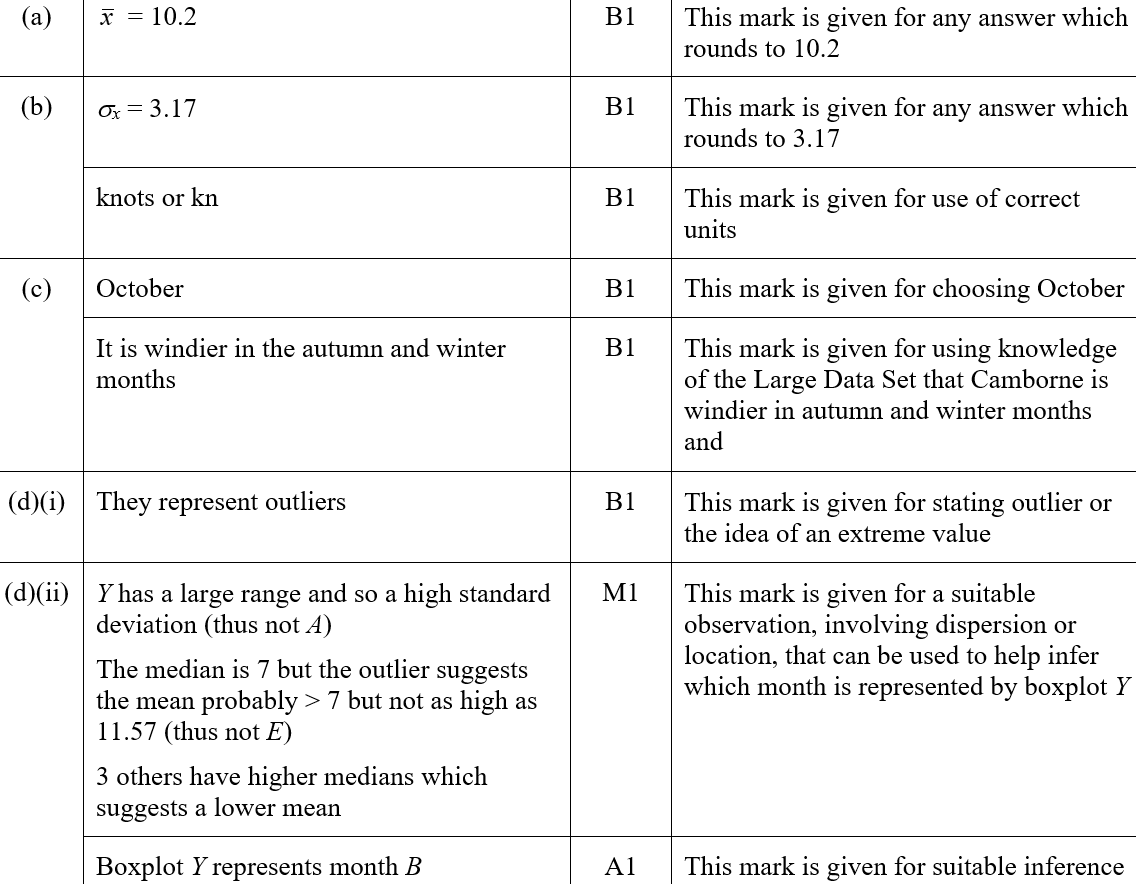 (a) x̄ = 10.2 B1 This mark is given for any answer which
rounds to 10.2
(b) σx = 3.17 B1 This mark is given for any answer which
rounds to 3.17
knots or kn B1 This mark is given for use of correct
units
(c) October B1 This mark is given for choosing October
It is windier in the autumn and winter
months
B1
This mark is given for using knowledge
of the Large Data Set that Camborne is
windier in autumn and winter months
and
(d)(i) They represent outliers B1 This mark is given for stating outlier or
the idea of an extreme value
(d)(ii)
Y has a large range and so a high standard
deviation (thus not A)
The median is 7 but the outlier suggests
the mean probably > 7 but not as high as
11.57 (thus not E)
3 others have higher medians which
suggests a lower mean
M1
This mark is given for a suitable
observation, involving dispersion or
location, that can be used to help infer
which month is represented by boxplot Y
Boxplot Y represents month B A1 This mark is given for suitable inference